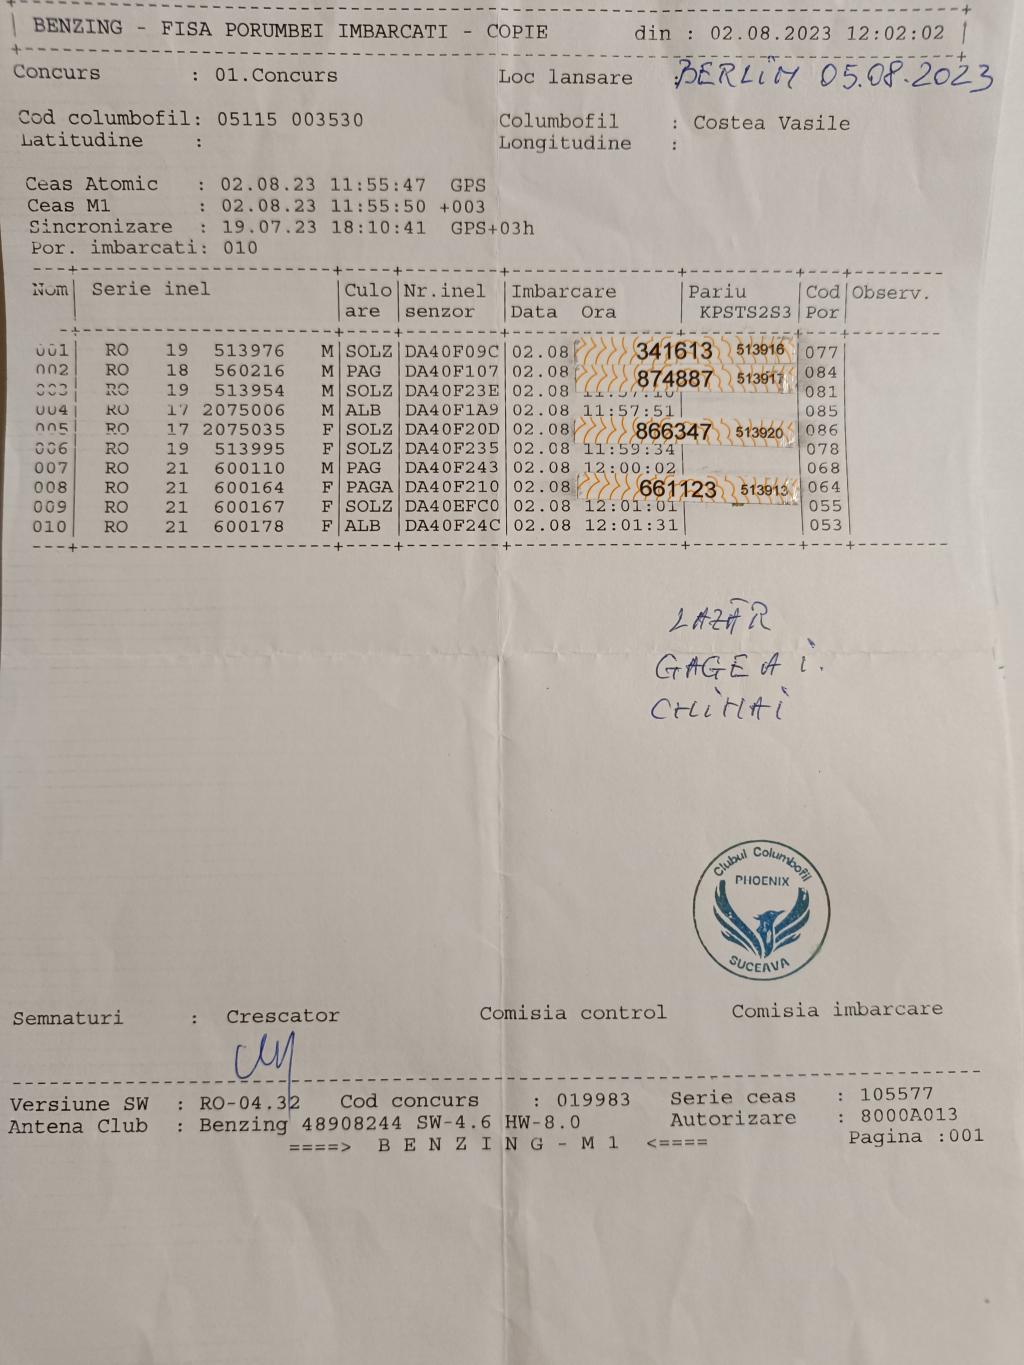 BENZING - FISA PORUMBEI IMBARCATI - COPIE din : 02.08.2023 12:02:02
Concurs : 01.Concurs Loc lansare : BERLIN 05.08.2023
Cod columbofil: 05115 003530 Columbofil : Costea Vasile
Latitudine : Longitudine :
Ceas Atomic : 02.08.23 11:55:47 GPS
Ceas M1 : 02.08.23 11:55:50 +003
Sincronizare : 19.07.23 18:10:41 GPS+03h
Por. imbarcati: 010
Nom| Serie inel |Culo|Nr.inel |Imbarcare |Pariu |Cod|Observ.
are |senzor |Data Ora | KPSTS2S3 |Por|
001| RO 19 513976 M|SOLZ|DA40F09C|02.08 341613 513916 |077|
002| RO 18 560216 M|PAG |DA40F107|02.08 874887 513917 |084|
003| RO 19 513954 M|SOLZ|DA40F23E|02.08 |081|
004| RO 17 2075006 M|ALB |DA40F1A9|02.08 11:57:51| |085|
005| RO 17 2075035 F|SOLZ|DA40F20D|02.08 866347 513920 |086|
006| RO 19 513995 F|SOLZ|DA40F235|02.08 11:59:34| |078|
007| RO 21 600110 M|PAG |DA40F243|02.08 12:00:02| |068|
008| RO 21 600164 F|PAGA|DA40F210|02.08 661123 513913 |064|
009| RO 21 600167 F|SOLZ|DA40EFC0|02.08 12:01:01| |055|
010| RO 21 600178 F|ALB |DA40F24C|02.08 12:01:31| |053|
LAZĂR
GAGEA I.
CHIHAI
Clubul Columbofil
PHOENIX
SUCEAVA
Semnaturi : Crescator Comisia control Comisia imbarcare
Versiune SW : RO-04.32 Cod concurs : 019983 Serie ceas : 105577
Antena Club : Benzing 48908244 SW-4.6 HW-8.0 Autorizare : 8000A013
====> B E N Z I N G - M 1 <==== Pagina :001